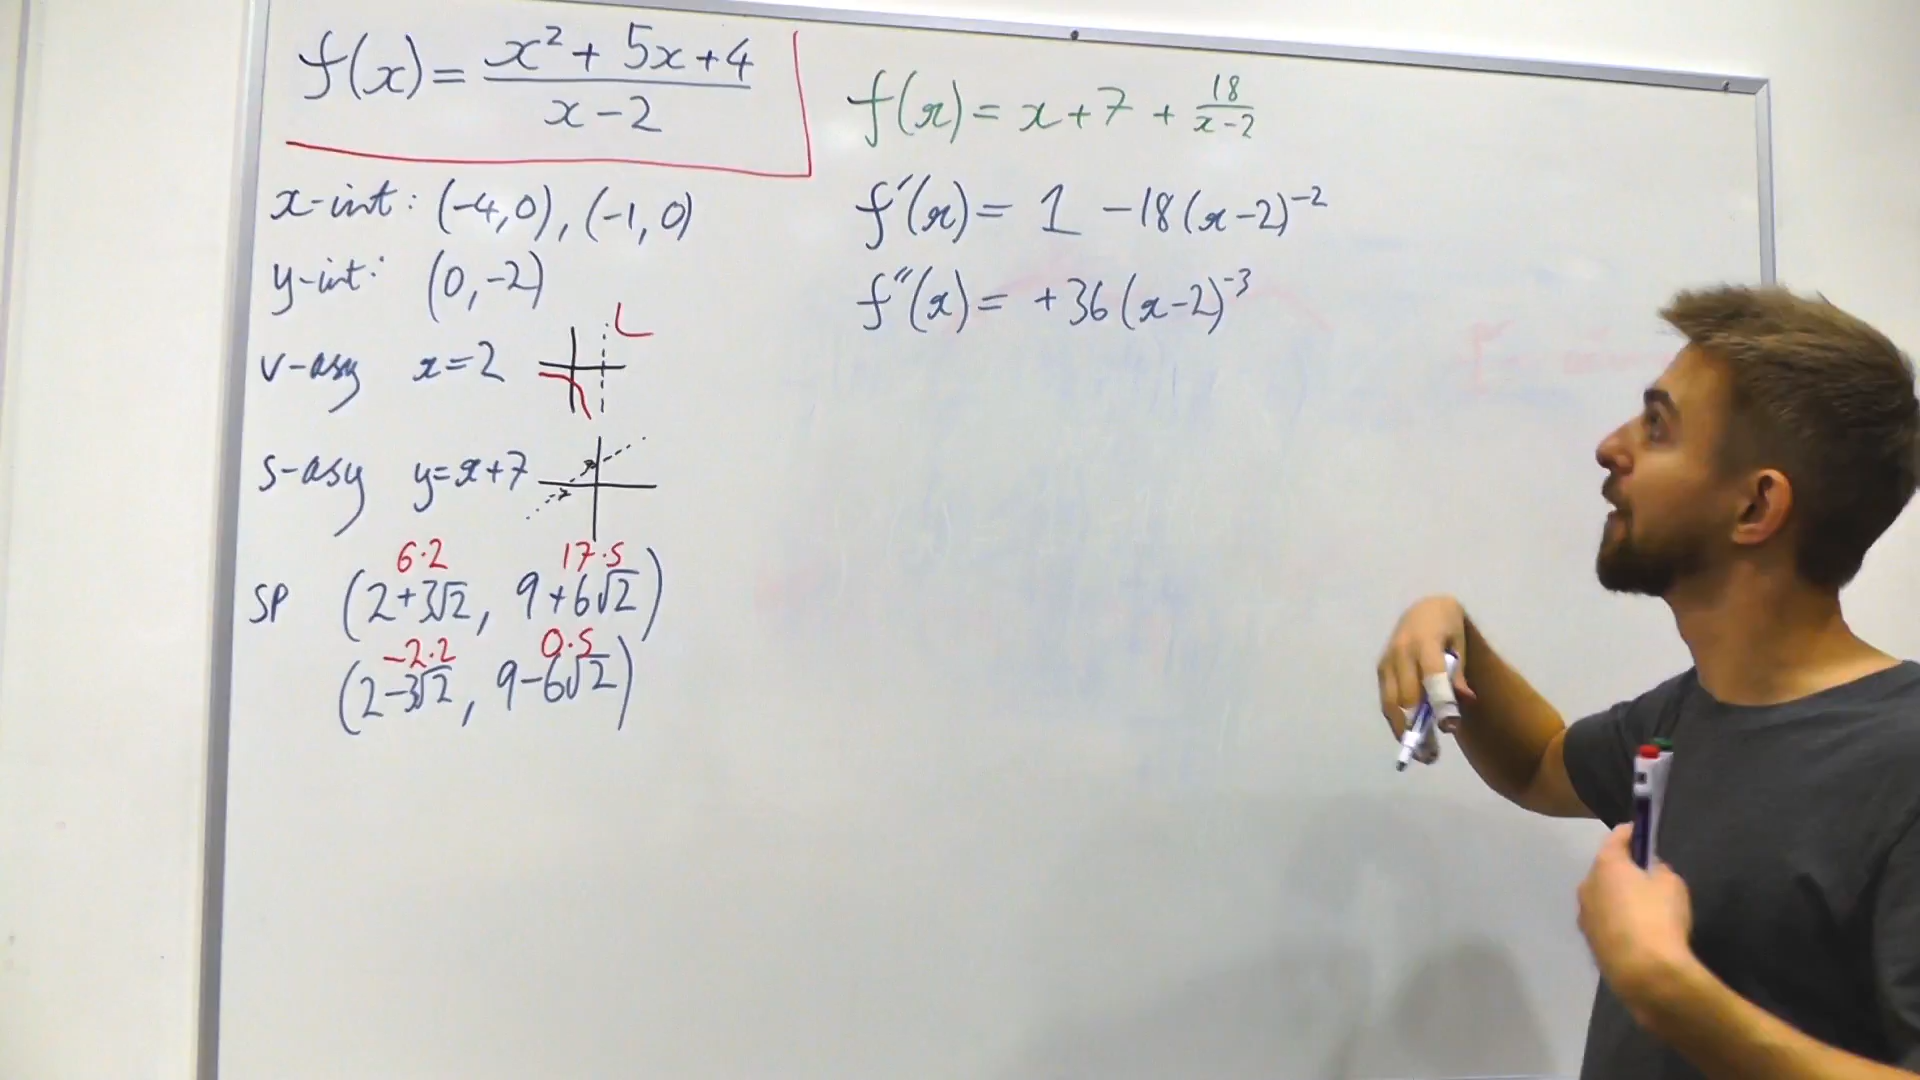 f(x) = (x² + 5x + 4)/(x − 2)
x-int: (−4, 0), (−1, 0)
y-int: (0, −2)
v-asy x = 2
s-asy y = x + 7
6.2 17.5
SP (2+3√2, 9+6√2)
−2.2 0.5
(2−3√2, 9−6√2)
f(x) = x + 7 + 18/(x−2)
f′(x) = 1 − 18(x−2)⁻²
f″(x) = +36(x−2)⁻³